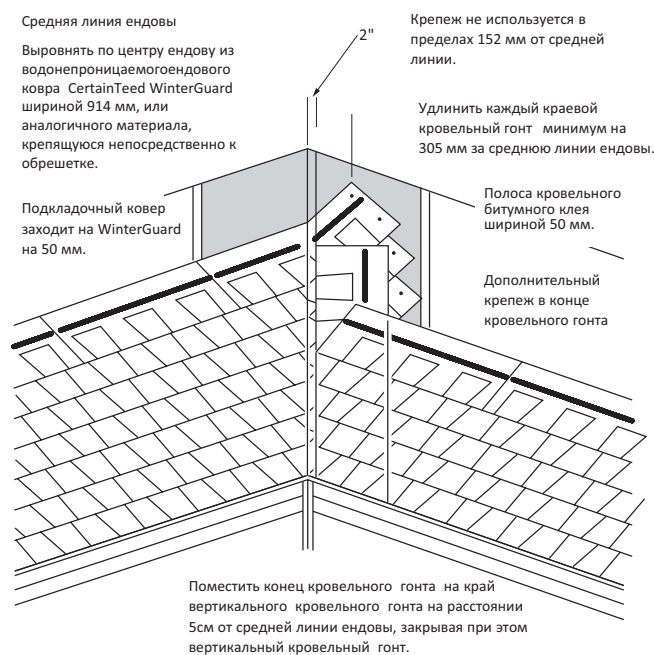 Средняя линия ендовы
Выровнять по центру ендову из
водонепроницаемогоендового
ковра CertainTeed WinterGuard
шириной 914 мм, или
аналогичного материала,
крепящуюся непосредственно к
обрешетке.
Подкладочный ковер
заходит на WinterGuard
на 50 мм.
2"
Крепеж не используется в
пределах 152 мм от средней
линии.
Удлинить каждый краевой
кровельный гонт минимум на
305 мм за среднюю линии ендовы.
Полоса кровельного
битумного клея
шириной 50 мм.
Дополнительный
крепеж в конце
кровельного гонта
Поместить конец кровельного гонта на край
вертикального кровельного гонта на расстоянии
5см от средней линии ендовы, закрывая при этом
вертикальный кровельный гонт.